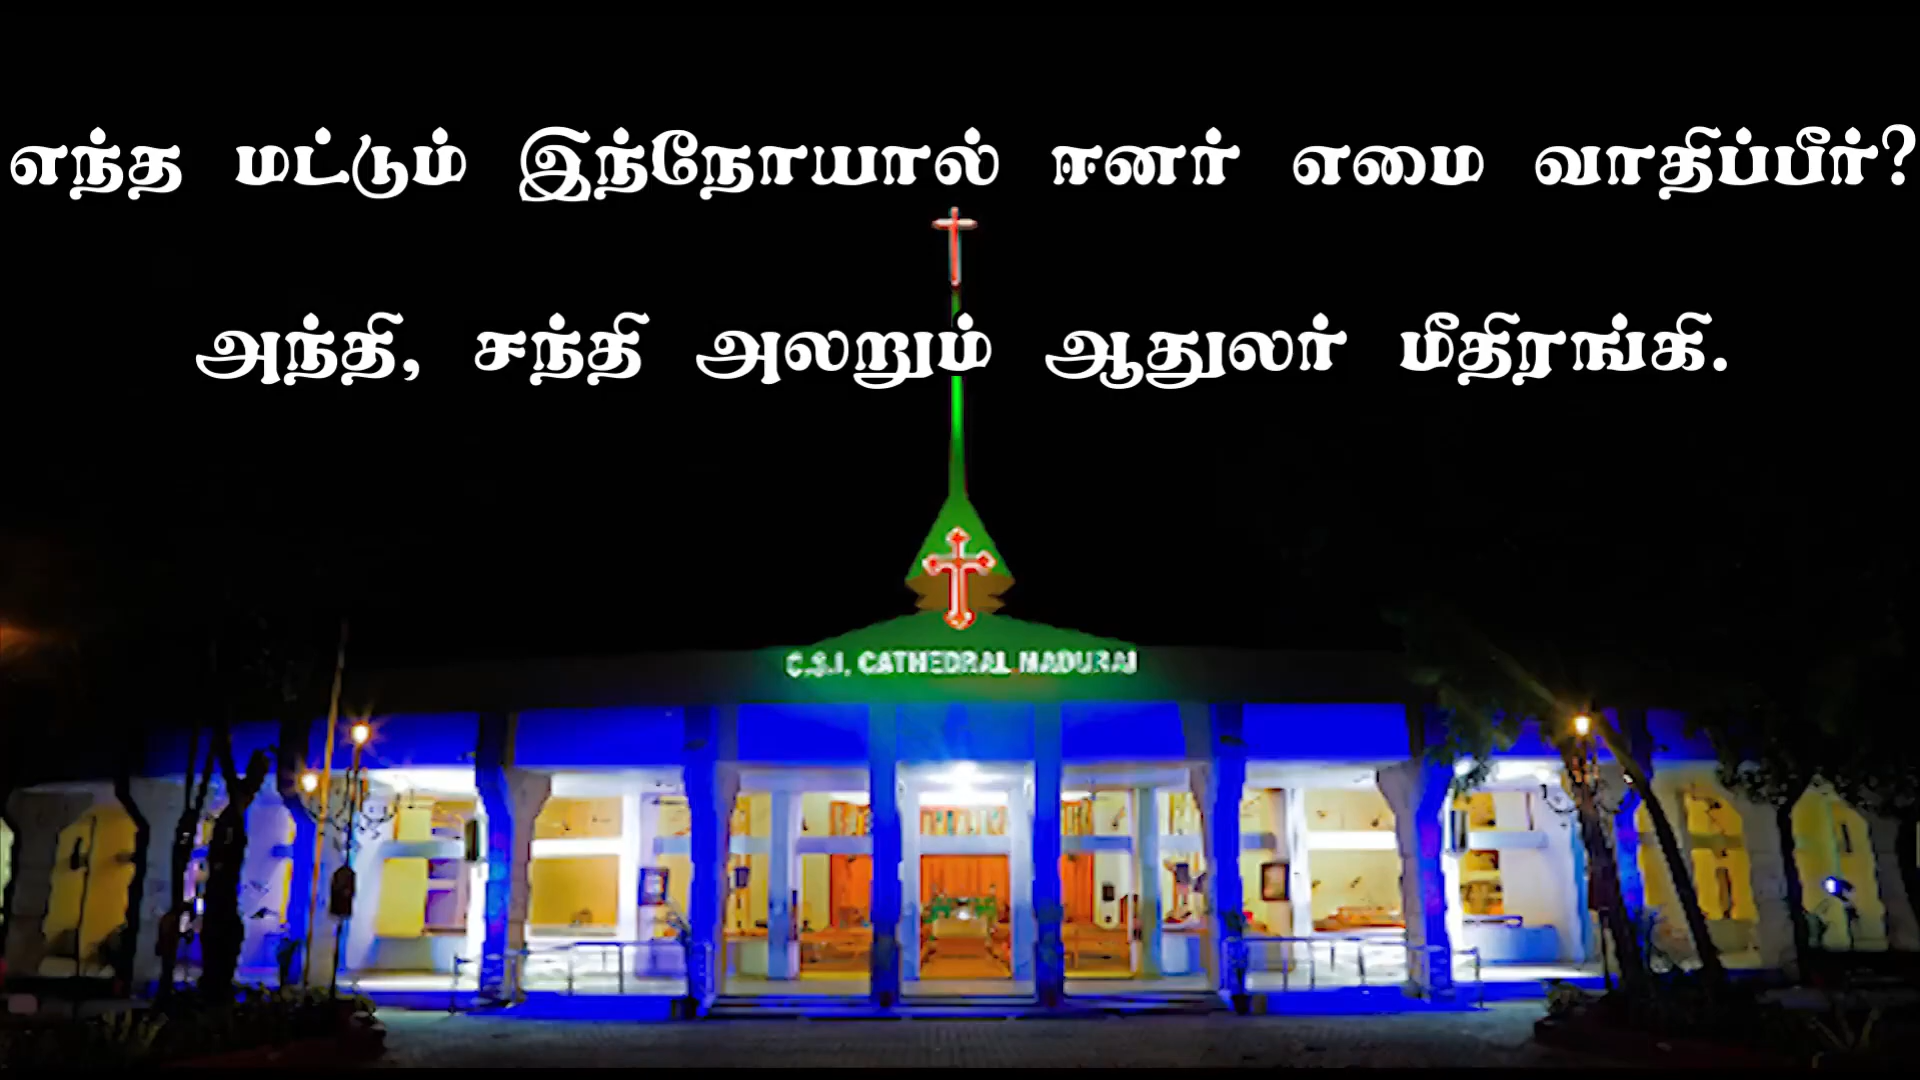 எந்த மட்டும் இந்நோயால் ஈனர் எமை வாதிப்பீர்?
அந்தி, சந்தி அலறும் ஆதுலர் மீதிரங்கி.
C.S.I. CATHEDRAL MADURAI